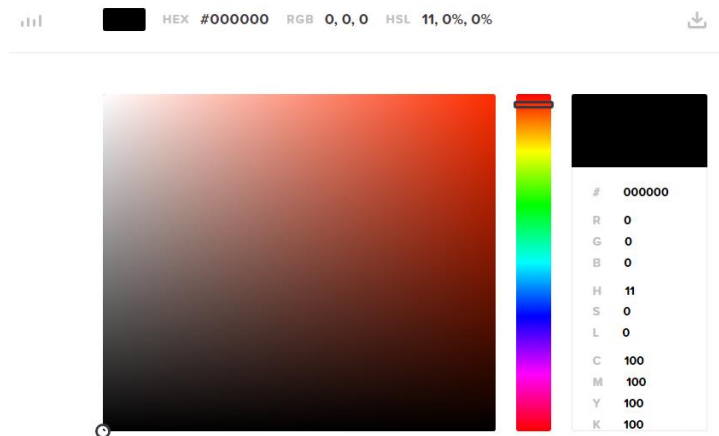 HEX #000000 RGB 0, 0, 0 HSL 11, 0%, 0%
# 000000
R 0
G 0
B 0
H 11
S 0
L 0
C 100
M 100
Y 100
K 100